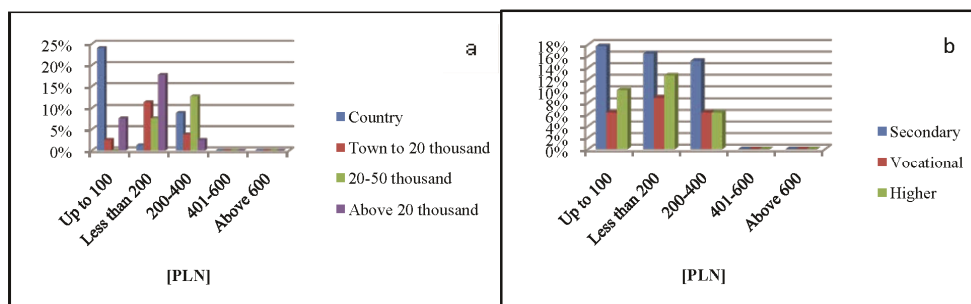 a
25%
20%
15%
10%
5%
0%
Up to 100
Less than 200
200-400
401-600
Above 600
[PLN]
Country
Town to 20 thousand
20-50 thousand
Above 20 thousand
b
18%
16%
14%
12%
10%
8%
6%
4%
2%
0%
Up to 100
Less than 200
200-400
401-600
Above 600
[PLN]
Secondary
Vocational
Higher